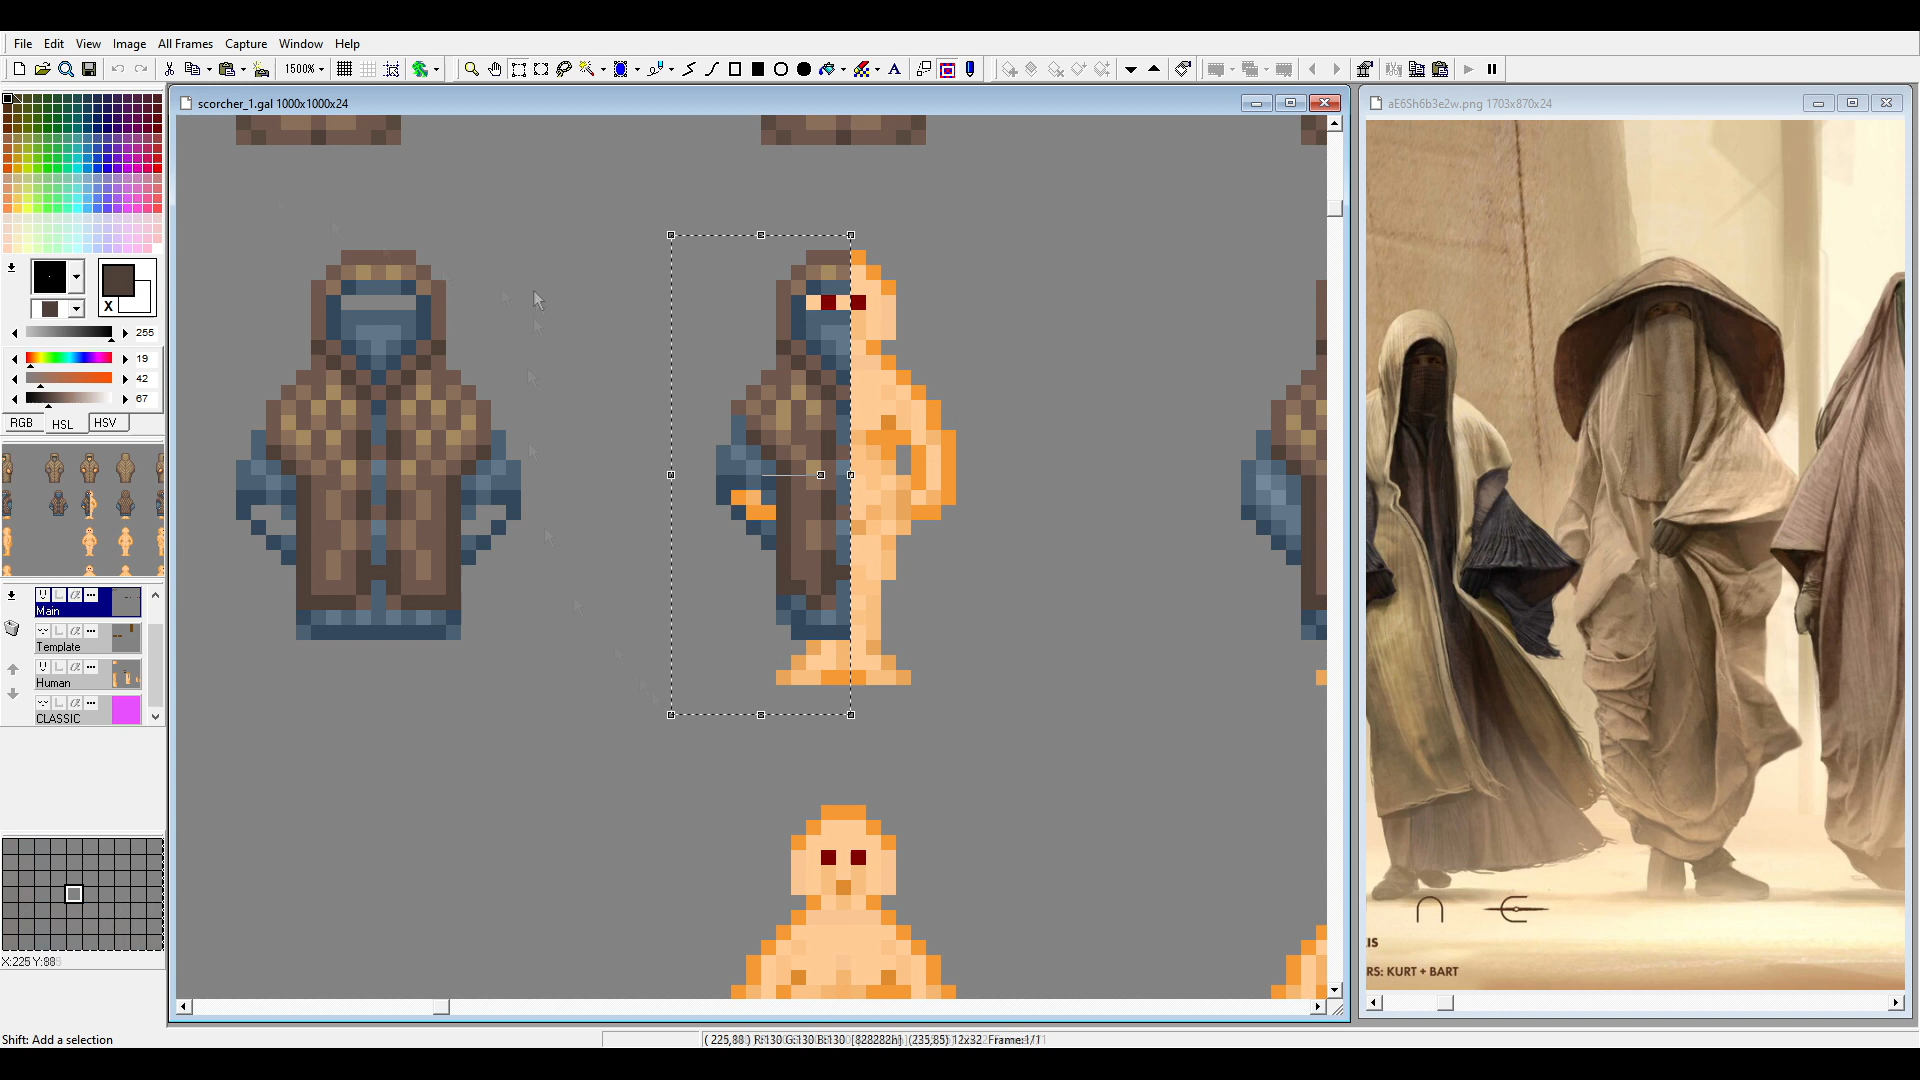 File Edit View Image All Frames Capture Window Help
1500%
scorcher_1.gal 1000x1000x24
aE6Sh6b3e2w.png 1703x870x24
X
255
19
42
67
RGB HSL HSV
Main
Template
Human
CLASSIC
X:225 Y:88
IS
RS: KURT + BART
Shift: Add a selection
( 225,88 ) R:130 G:130 B:130 [828282h] (235,85) 12x32 Frame:1/1